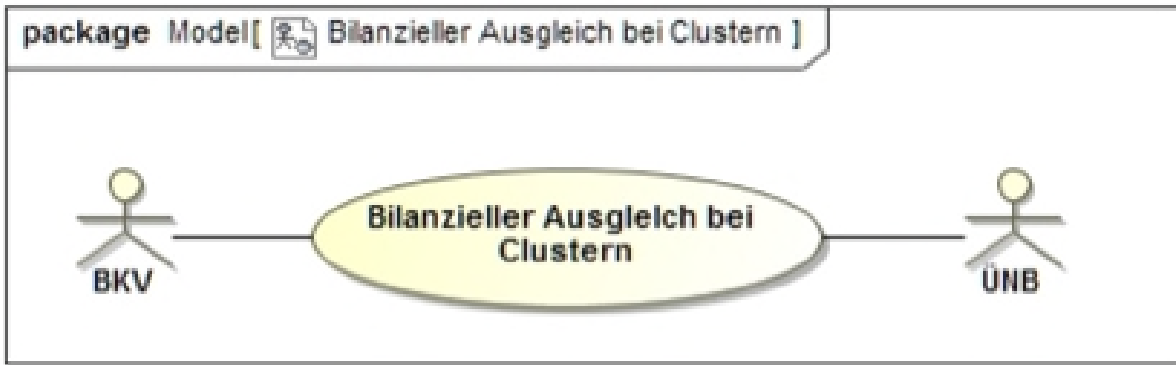 package Model[ Bilanzieller Ausgleich bei Clustern ]
Bilanzieller Ausgleich bei
Clustern
BKV
ÜNB